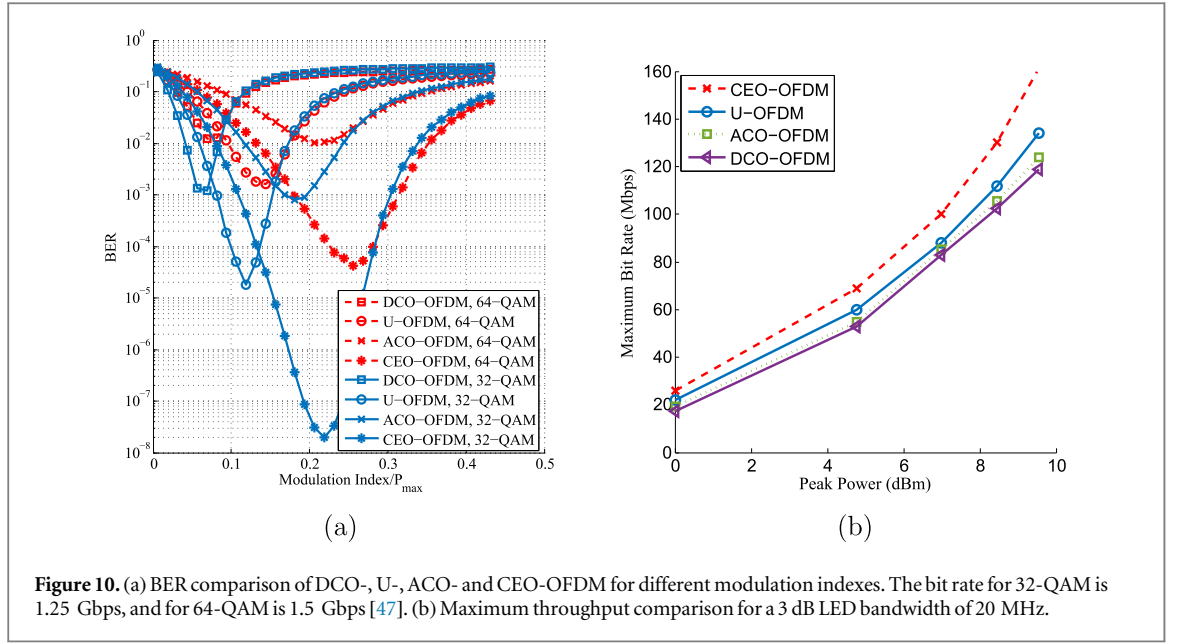 10^0
10^-1
10^-2
10^-3
10^-4
10^-5
10^-6
10^-7
10^-8
BER
0 0.1 0.2 0.3 0.4 0.5
Modulation Index/P_max
DCO−OFDM, 64−QAM
U−OFDM, 64−QAM
ACO−OFDM, 64−QAM
CEO−OFDM, 64−QAM
DCO−OFDM, 32−QAM
U−OFDM, 32−QAM
ACO−OFDM, 32−QAM
CEO−OFDM, 32−QAM
(a)
160
140
120
100
80
60
40
20
0
Maximum Bit Rate (Mbps)
0 2 4 6 8 10
Peak Power (dBm)
CEO−OFDM
U−OFDM
ACO−OFDM
DCO−OFDM
(b)
Figure 10. (a) BER comparison of DCO-, U-, ACO- and CEO-OFDM for different modulation indexes. The bit rate for 32-QAM is
1.25 Gbps, and for 64-QAM is 1.5 Gbps [47]. (b) Maximum throughput comparison for a 3 dB LED bandwidth of 20 MHz.